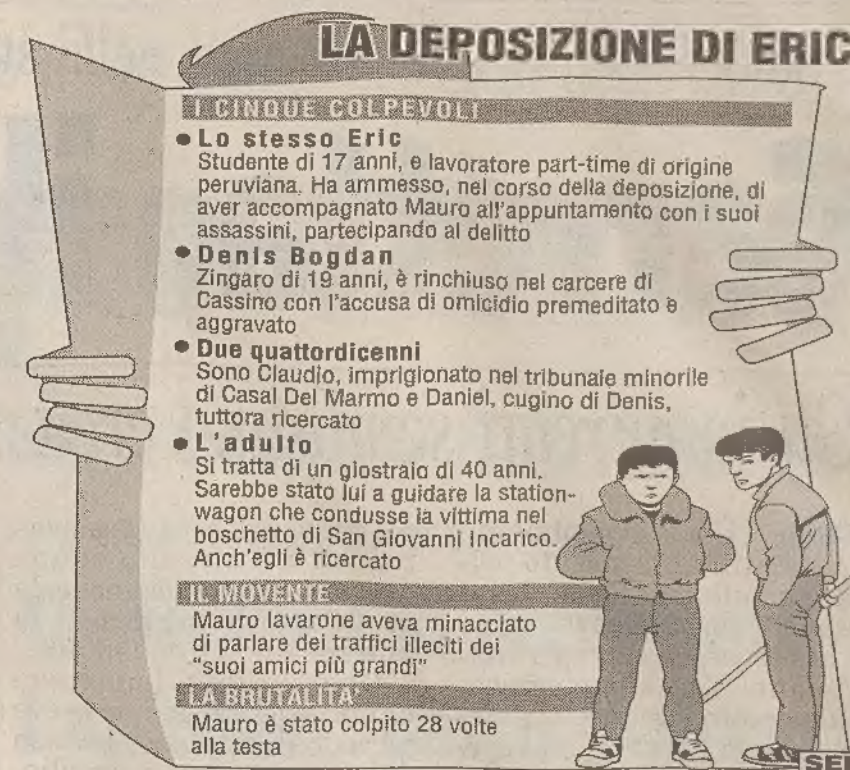 LA DEPOSIZIONE DI ERIC
I CINQUE COLPEVOLI
• Lo stesso Eric
Studente di 17 anni, e lavoratore part-time di origine
peruviana. Ha ammesso, nel corso della deposizione, di
aver accompagnato Mauro all'appuntamento con i suoi
assassini, partecipando al delitto
• Denis Bogdan
Zingaro di 19 anni, è rinchiuso nel carcere di
Cassino con l'accusa di omicidio premeditato e
aggravato
• Due quattordicenni
Sono Claudio, imprigionato nel tribunale minorile
di Casal Del Marmo e Daniel, cugino di Denis,
tuttora ricercato
• L'adulto
Si tratta di un giostraio di 40 anni.
Sarebbe stato lui a guidare la station-
wagon che condusse la vittima nel
boschetto di San Giovanni Incarico.
Anch'egli è ricercato
IL MOVENTE
Mauro Iavarone aveva minacciato
di parlare dei traffici illeciti dei
"suoi amici più grandi"
LA BRUTALITA'
Mauro è stato colpito 28 volte
alla testa